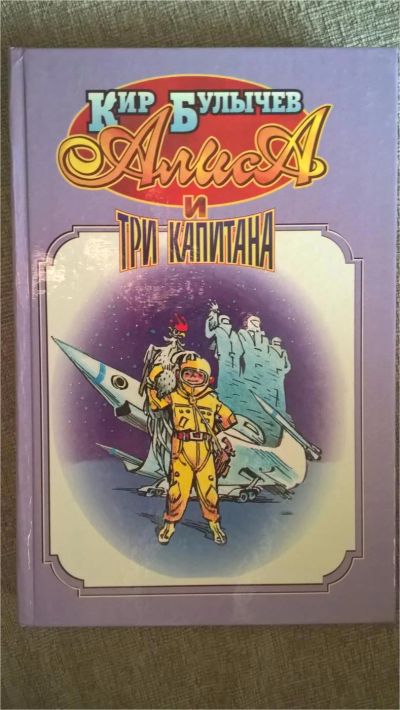 Кир Булычев
Алиса
и
три капитана